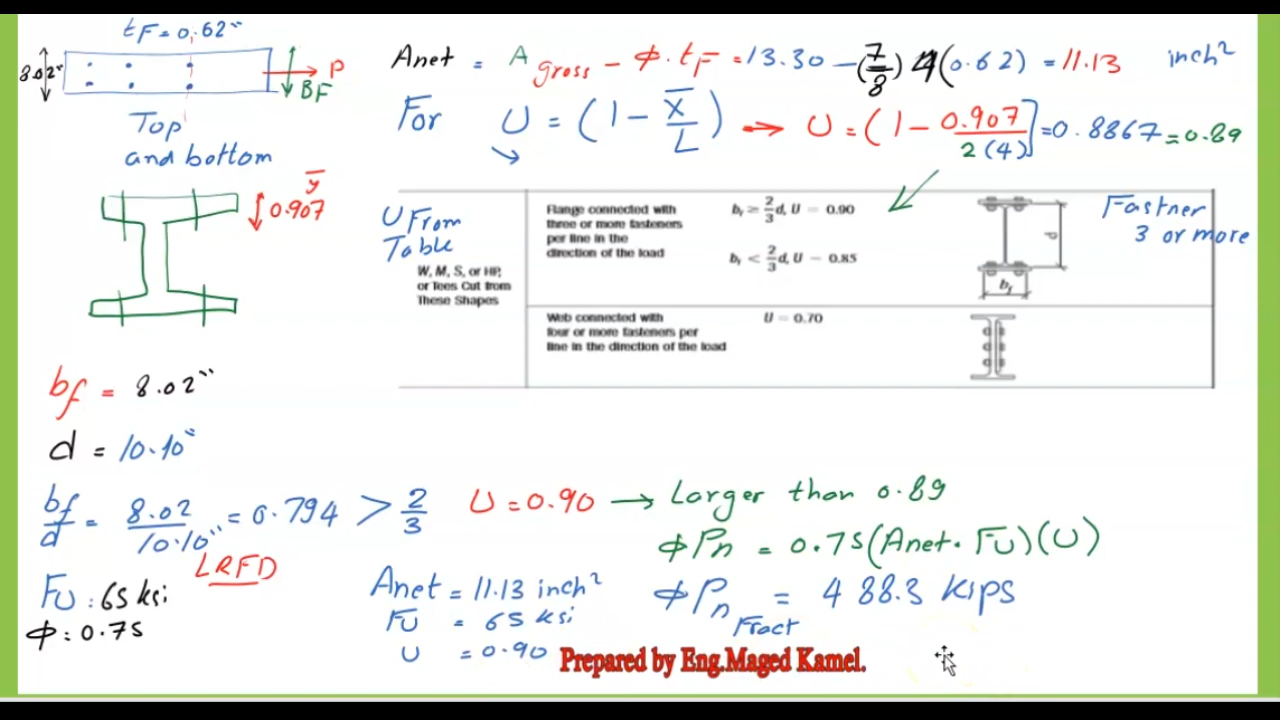 tF = 0.62"
8.02"
P
BF
Top
and bottom
Anet = A gross - Φ.tF = 13.30 - (7/8) 4(0.62) = 11.13 inch²
For U = (1 - x̅/L) → U = (1 - 0.907/2(4)] = 0.8867 = 0.89
y̅
0.907
U From
Table
W, M, S, or HP,
or Tees Cut from
These Shapes
Flange connected with
three or more fasteners
per line in the
direction of the load
bf ≥ 2/3 d, U = 0.90
bf < 2/3 d, U = 0.85
d
bf
Fastner
3 or more
Web connected with
four or more fasteners per
line in the direction of the load
U = 0.70
bf = 8.02"
d = 10.10"
bf/d = 8.02/10.10" = 0.794 > 2/3
U = 0.90 → Larger than 0.89
ΦPn = 0.75(Anet. FU)(U)
LRFD
FU : 65 ksi
Φ : 0.75
Anet = 11.13 inch²
FU = 65 ksi
U = 0.90
ΦPn Fract = 488.3 kips
Prepared by Eng.Maged Kamel.